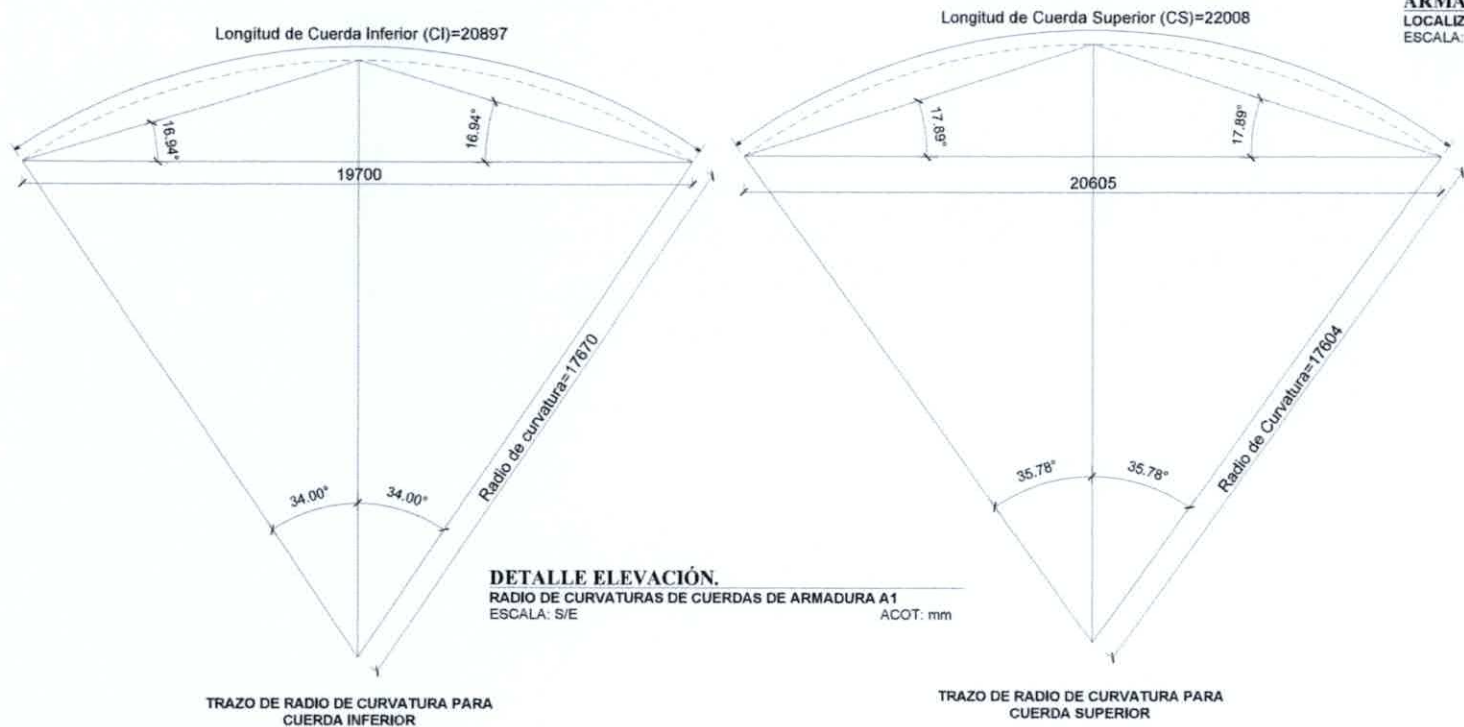 Longitud de Cuerda Inferior (CI)=20897
16.94°
16.94°
19700
Radio de curvatura=17670
34.00°
34.00°
TRAZO DE RADIO DE CURVATURA PARA
CUERDA INFERIOR
DETALLE ELEVACIÓN.
RADIO DE CURVATURAS DE CUERDAS DE ARMADURA A1
ESCALA: S/E
ACOT: mm
Longitud de Cuerda Superior (CS)=22008
17.89°
17.89°
20605
Radio de Curvatura=17604
35.78°
35.78°
TRAZO DE RADIO DE CURVATURA PARA
CUERDA SUPERIOR
ARMA
LOCALIZ
ESCALA: